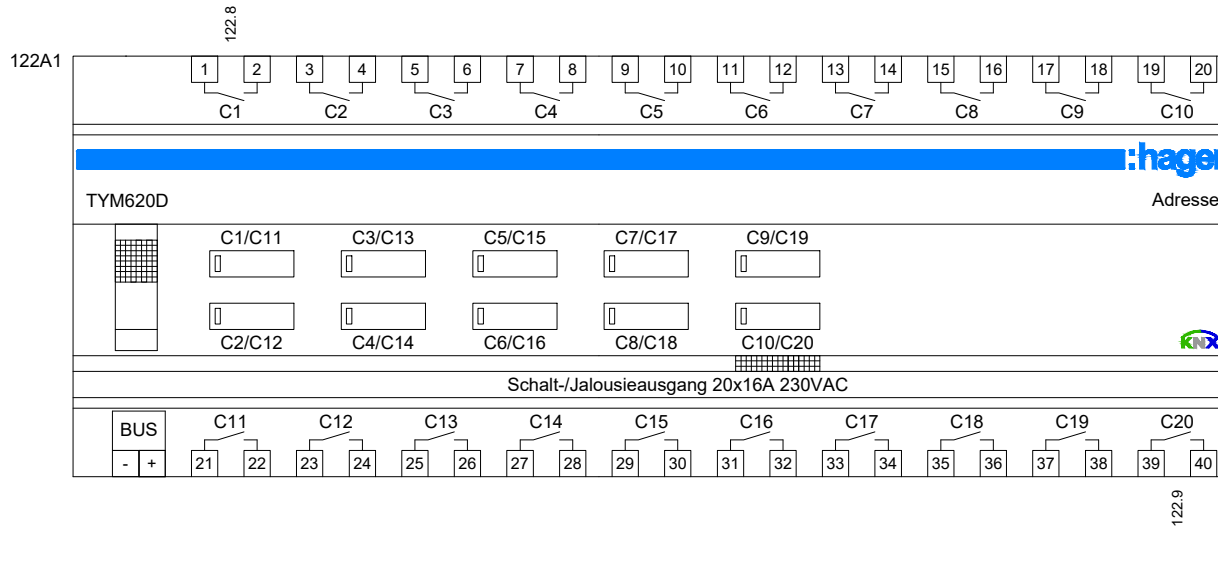 122.8
122A1
1 2 3 4 5 6 7 8 9 10 11 12 13 14 15 16 17 18 19 20
C1 C2 C3 C4 C5 C6 C7 C8 C9 C10
:hager
TYM620D Adresse
C1/C11 C3/C13 C5/C15 C7/C17 C9/C19
C2/C12 C4/C14 C6/C16 C8/C18 C10/C20
KNX
Schalt-/Jalousieausgang 20x16A 230VAC
BUS C11 C12 C13 C14 C15 C16 C17 C18 C19 C20
- + 21 22 23 24 25 26 27 28 29 30 31 32 33 34 35 36 37 38 39 40
122.9